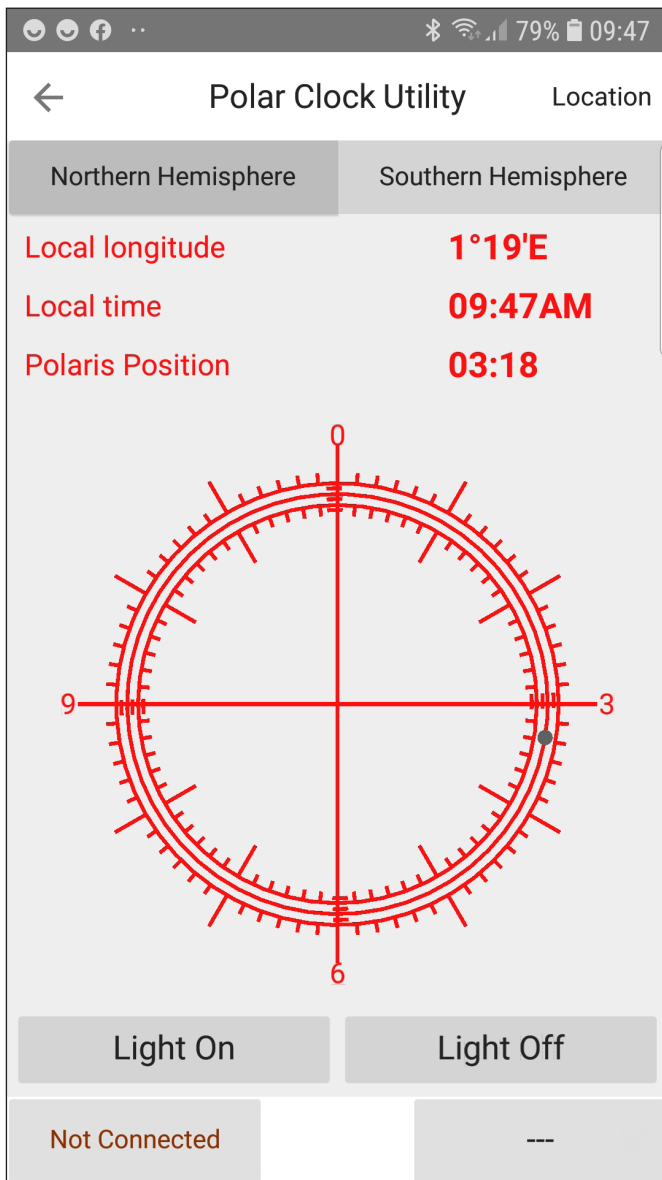 79% 09:47
Polar Clock Utility Location
Northern Hemisphere Southern Hemisphere
Local longitude 1°19'E
Local time 09:47AM
Polaris Position 03:18
0
9 3
6
Light On Light Off
Not Connected ---